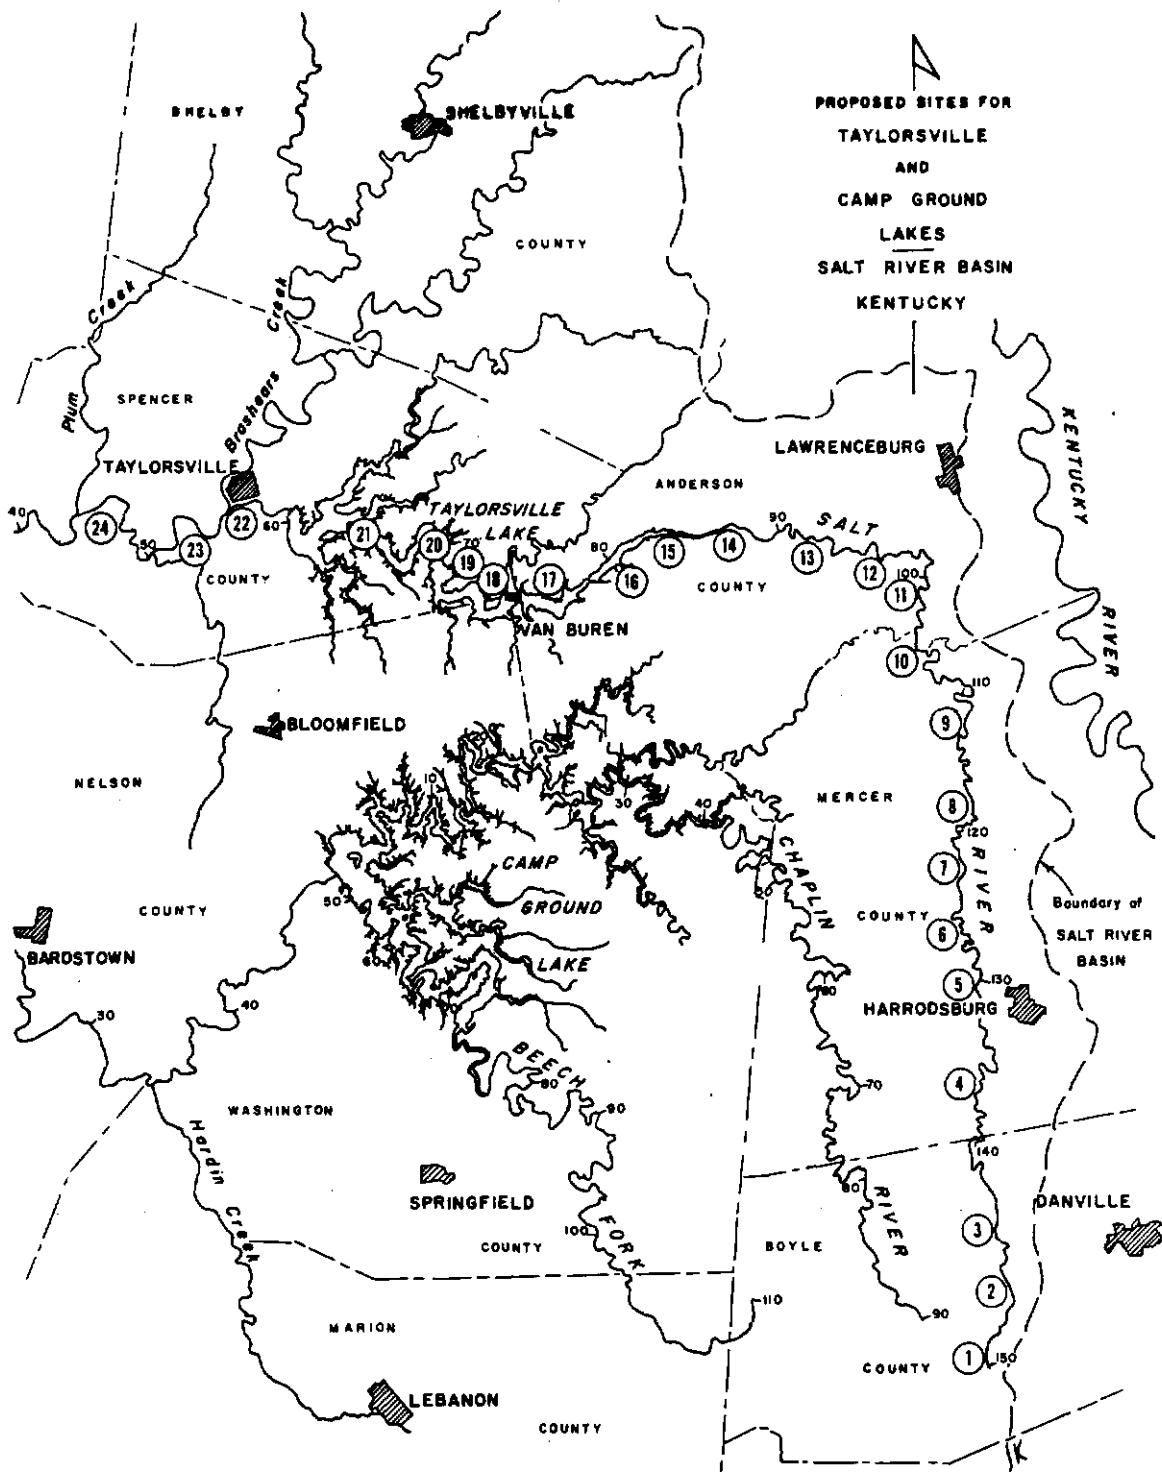 PROPOSED SITES FOR
TAYLORSVILLE
AND
CAMP GROUND
LAKES
SALT RIVER BASIN
KENTUCKY
SHELBY
SHELBYVILLE
COUNTY
Plum
Creek
Brashears
Creek
SPENCER
TAYLORSVILLE
COUNTY
TAYLORSVILLE
LAKE
LAWRENCEBURG
KENTUCKY
RIVER
ANDERSON
COUNTY
SALT
40
24
50
23
22
60
21
20
70
19
18
17
80
16
15
14
90
13
12
100
11
10
110
VAN BUREN
BLOOMFIELD
NELSON
COUNTY
BARDSTOWN
10
20
30
40
50
60
CAMP
GROUND
LAKE
CHAPLIN
50
60
70
80
RIVER
90
MERCER
COUNTY
9
8
120
7
RIVER
6
5
130
HARRODSBURG
4
140
3
2
1
150
Boundary of
SALT RIVER
BASIN
30
40
BEECH
80
90
100
FORK
110
Hardin
Creek
WASHINGTON
SPRINGFIELD
COUNTY
DANVILLE
BOYLE
COUNTY
MARION
LEBANON
COUNTY
K